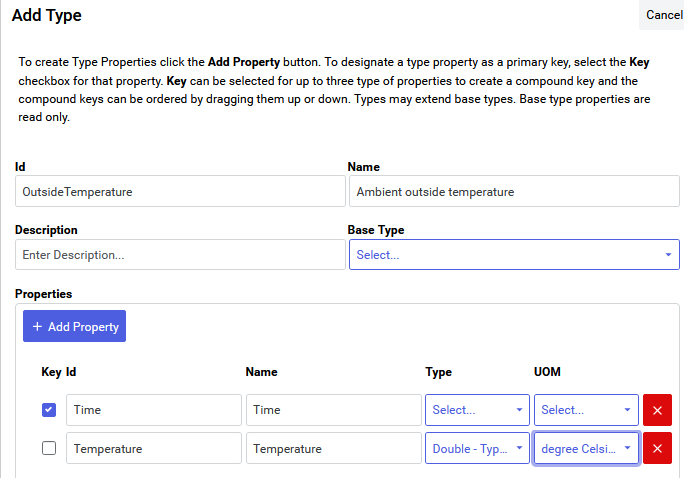 Add Type
Cancel
To create Type Properties click the Add Property button. To designate a type property as a primary key, select the Key
checkbox for that property. Key can be selected for up to three type of properties to create a compound key and the
compound keys can be ordered by dragging them up or down. Types may extend base types. Base type properties are
read only.
Id Name
OutsideTemperature Ambient outside temperature
Description Base Type
Enter Description... Select...
Properties
+ Add Property
Key Id Name Type UOM
Time Time Select... Select...
Temperature Temperature Double - Typ... degree Celsi...